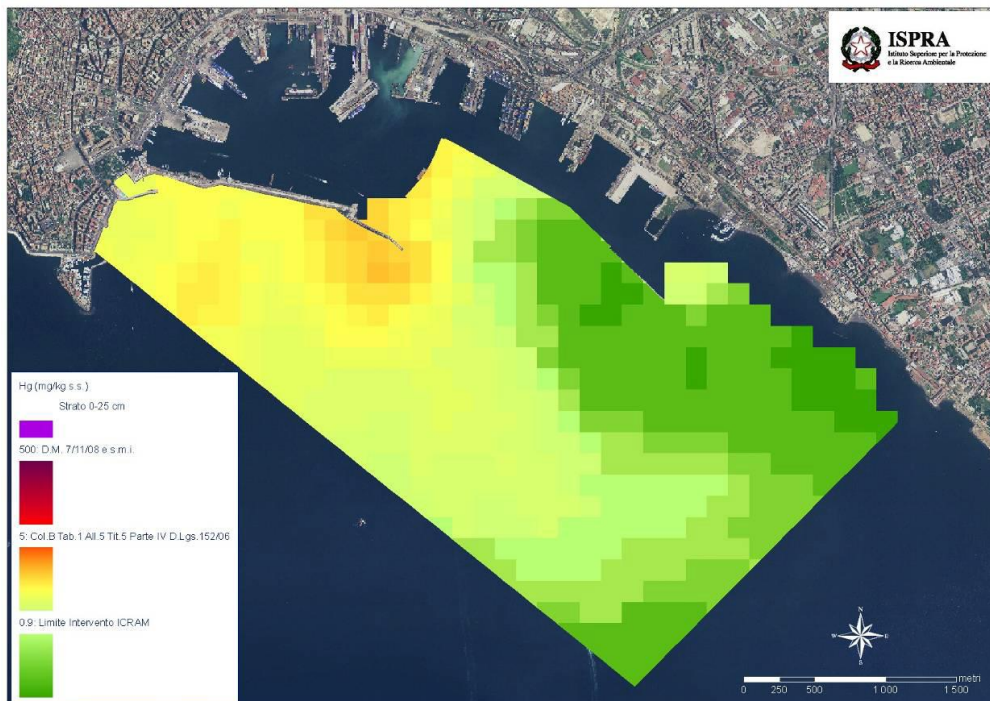 ISPRA
Istituto Superiore per la Protezione
e la Ricerca Ambientale
Hg (mg/kg s.s.)
Strato 0-25 cm
500: D.M. 7/11/08 e s.m.i.
5: Col.B Tab.1 All.5 Tit.5 Parte IV D.Lgs.152/06
0.9: Limite Intervento ICRAM
N
W E
S
metri
0 250 500 1 000 1 500